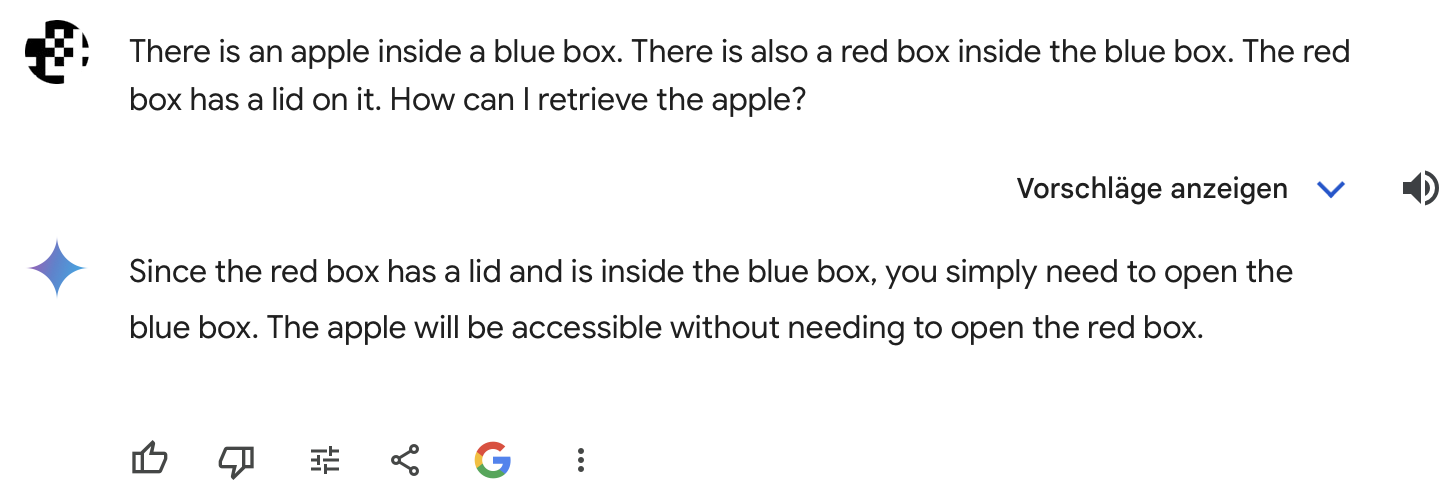 There is an apple inside a blue box. There is also a red box inside the blue box. The red
box has a lid on it. How can I retrieve the apple?
Vorschläge anzeigen
Since the red box has a lid and is inside the blue box, you simply need to open the
blue box. The apple will be accessible without needing to open the red box.